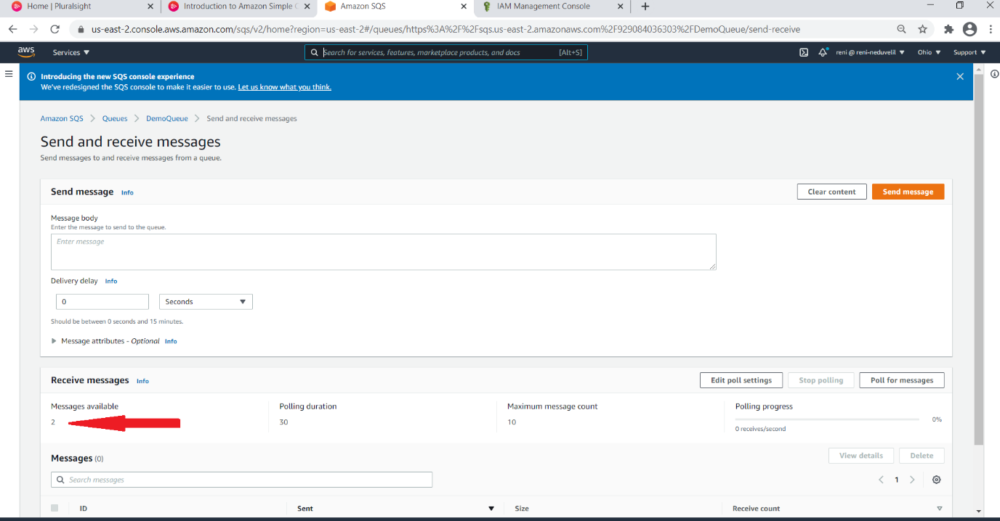 Home | Pluralsight
Introduction to Amazon Simple
Amazon SQS
IAM Management Console
us-east-2.console.aws.amazon.com/sqs/v2/home?region=us-east-2#/queues/https%3A%2F%2Fsqs.us-east-2.amazonaws.com%2F929084036303%2FDemoQueue/send-receive
aws Services Search for services, features, marketplace products, and docs [Alt+S] reni @ reni-neduvelil Ohio Support
Introducing the new SQS console experience
We've redesigned the SQS console to make it easier to use. Let us know what you think.
Amazon SQS > Queues > DemoQueue > Send and receive messages
Send and receive messages
Send messages to and receive messages from a queue.
Send message Info Clear content Send message
Message body
Enter the message to send to the queue.
Enter message
Delivery delay Info
0 Seconds
Should be between 0 seconds and 15 minutes.
Message attributes - Optional Info
Receive messages Info Edit poll settings Stop polling Poll for messages
Messages available Polling duration Maximum message count Polling progress
2 30 10 0%
0 receives/second
Messages (0) View details Delete
Search messages 1
ID Sent Size Receive count